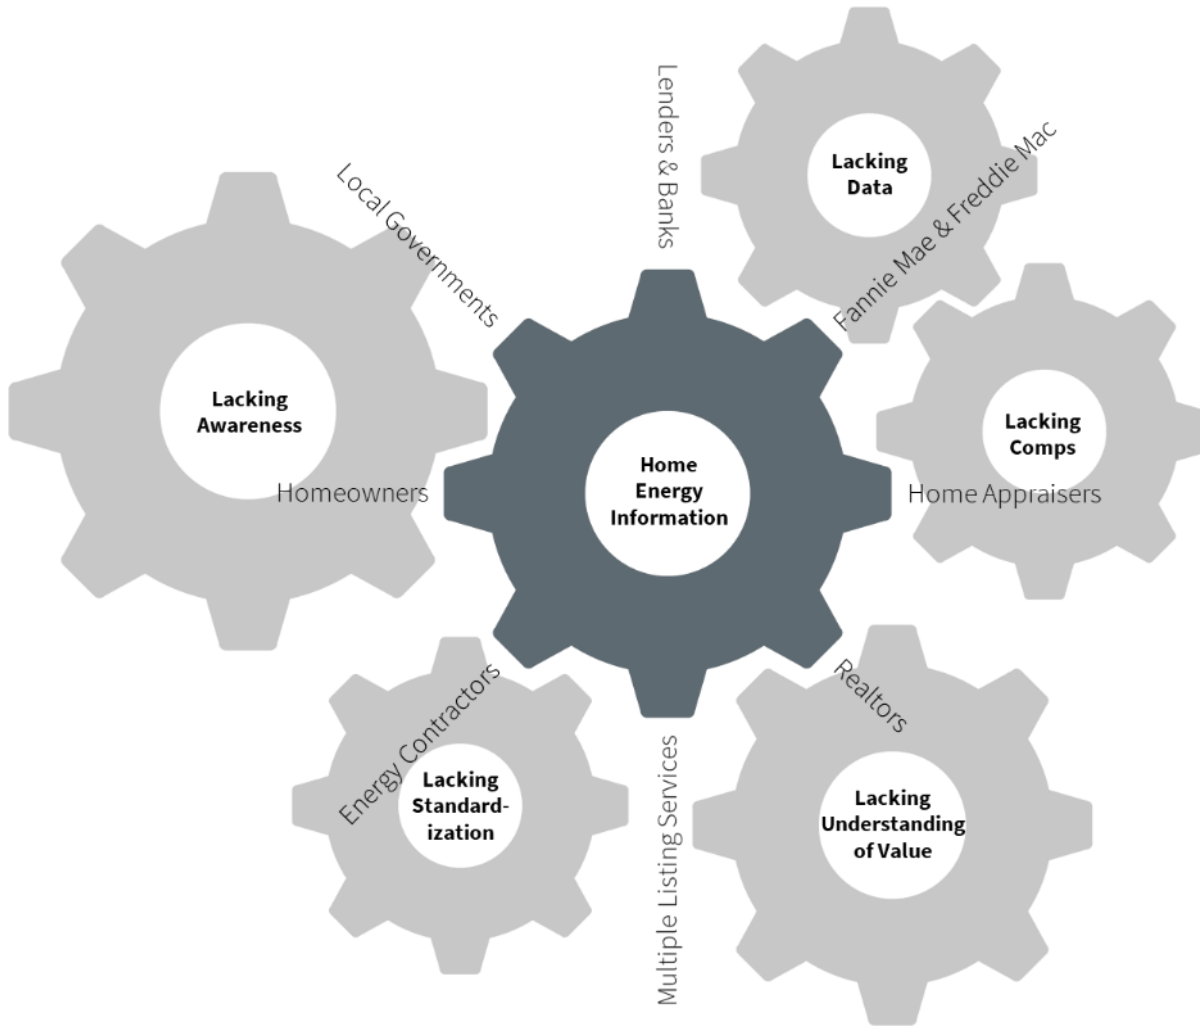 Lenders & Banks
Lacking
Data
Fannie Mae & Freddie Mac
Local Governments
Lacking
Awareness
Lacking
Comps
Home
Energy
Information
Homeowners
Home Appraisers
Energy Contractors
Realtors
Lacking
Standard-
ization
Multiple Listing Services
Lacking
Understanding
of Value